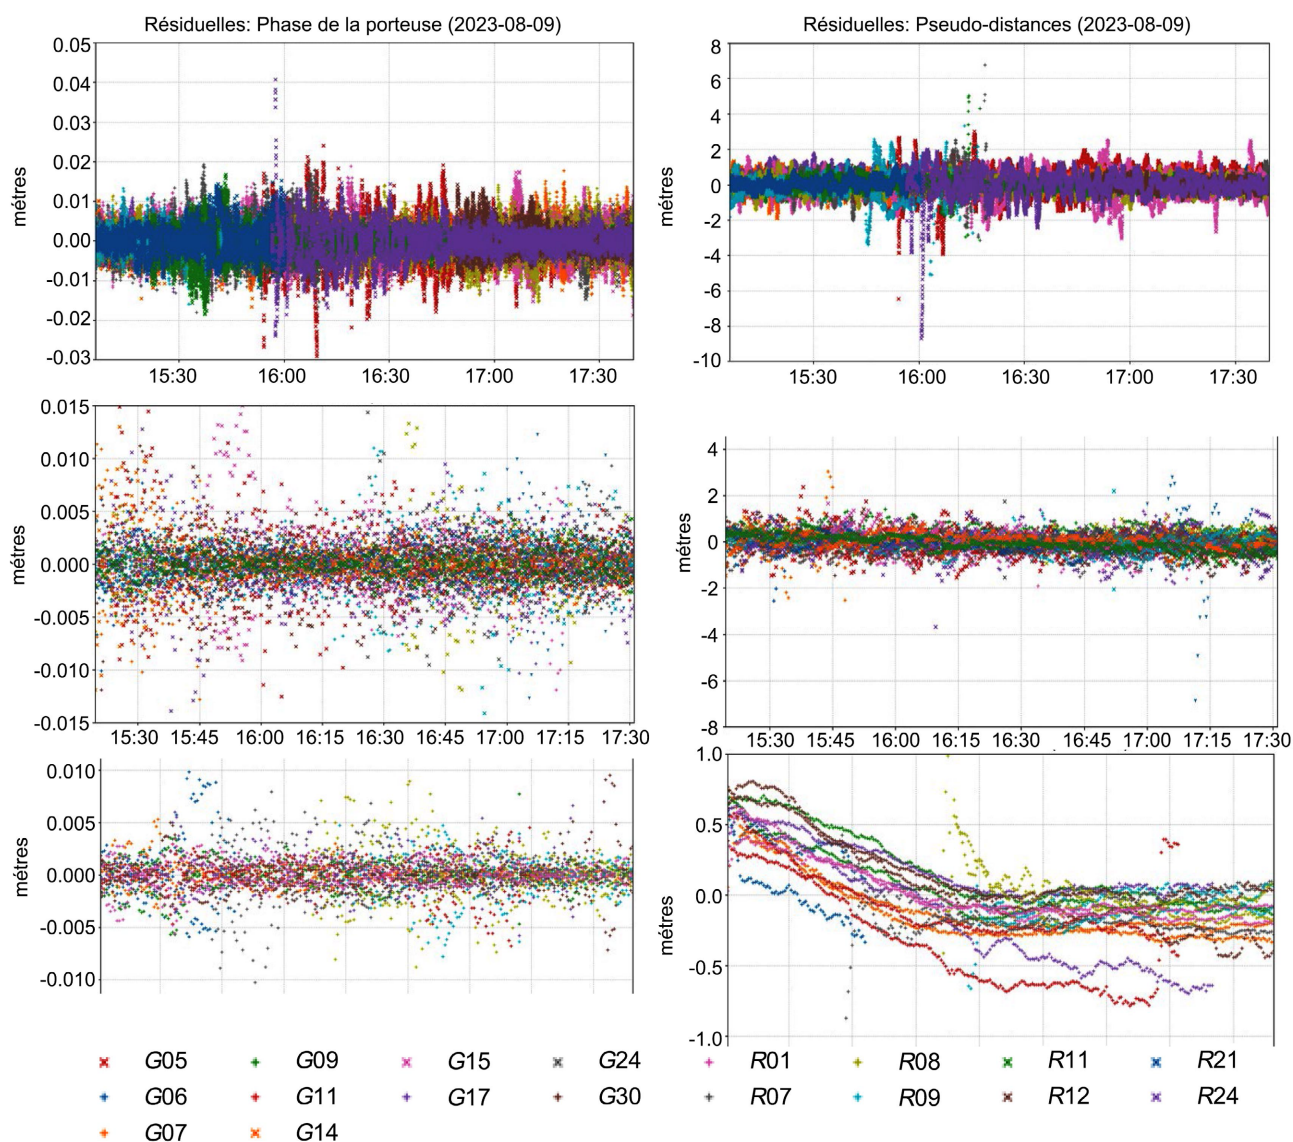 Résiduelles: Phase de la porteuse (2023-08-09)
Résiduelles: Pseudo-distances (2023-08-09)
0.05
0.04
0.03
0.02
0.01
0.00
-0.01
-0.02
-0.03
métres
15:30 16:00 16:30 17:00 17:30
8
6
4
2
0
-2
-4
-6
-8
-10
métres
15:30 16:00 16:30 17:00 17:30
0.015
0.010
0.005
0.000
-0.005
-0.010
-0.015
métres
15:30 15:45 16:00 16:15 16:30 16:45 17:00 17:15 17:30
4
2
0
-2
-4
-6
-8
métres
15:30 15:45 16:00 16:15 16:30 16:45 17:00 17:15 17:30
0.010
0.005
0.000
-0.005
-0.010
métres
1.0
0.5
0.0
-0.5
-1.0
métres
G05 G09 G15 G24 R01 R08 R11 R21
G06 G11 G17 G30 R07 R09 R12 R24
G07 G14